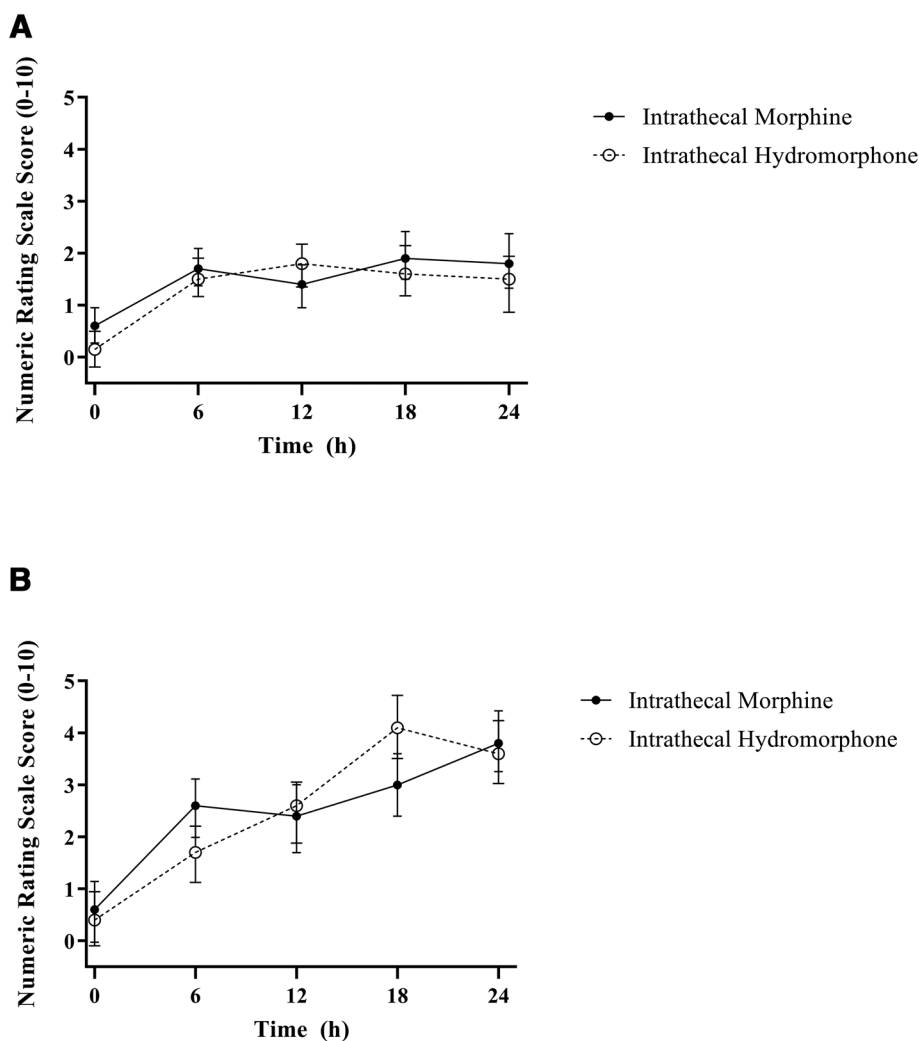 A
Numeric Rating Scale Score (0-10)
5
4
3
2
1
0
0 6 12 18 24
Time (h)
Intrathecal Morphine
Intrathecal Hydromorphone
B
Numeric Rating Scale Score (0-10)
5
4
3
2
1
0
0 6 12 18 24
Time (h)
Intrathecal Morphine
Intrathecal Hydromorphone